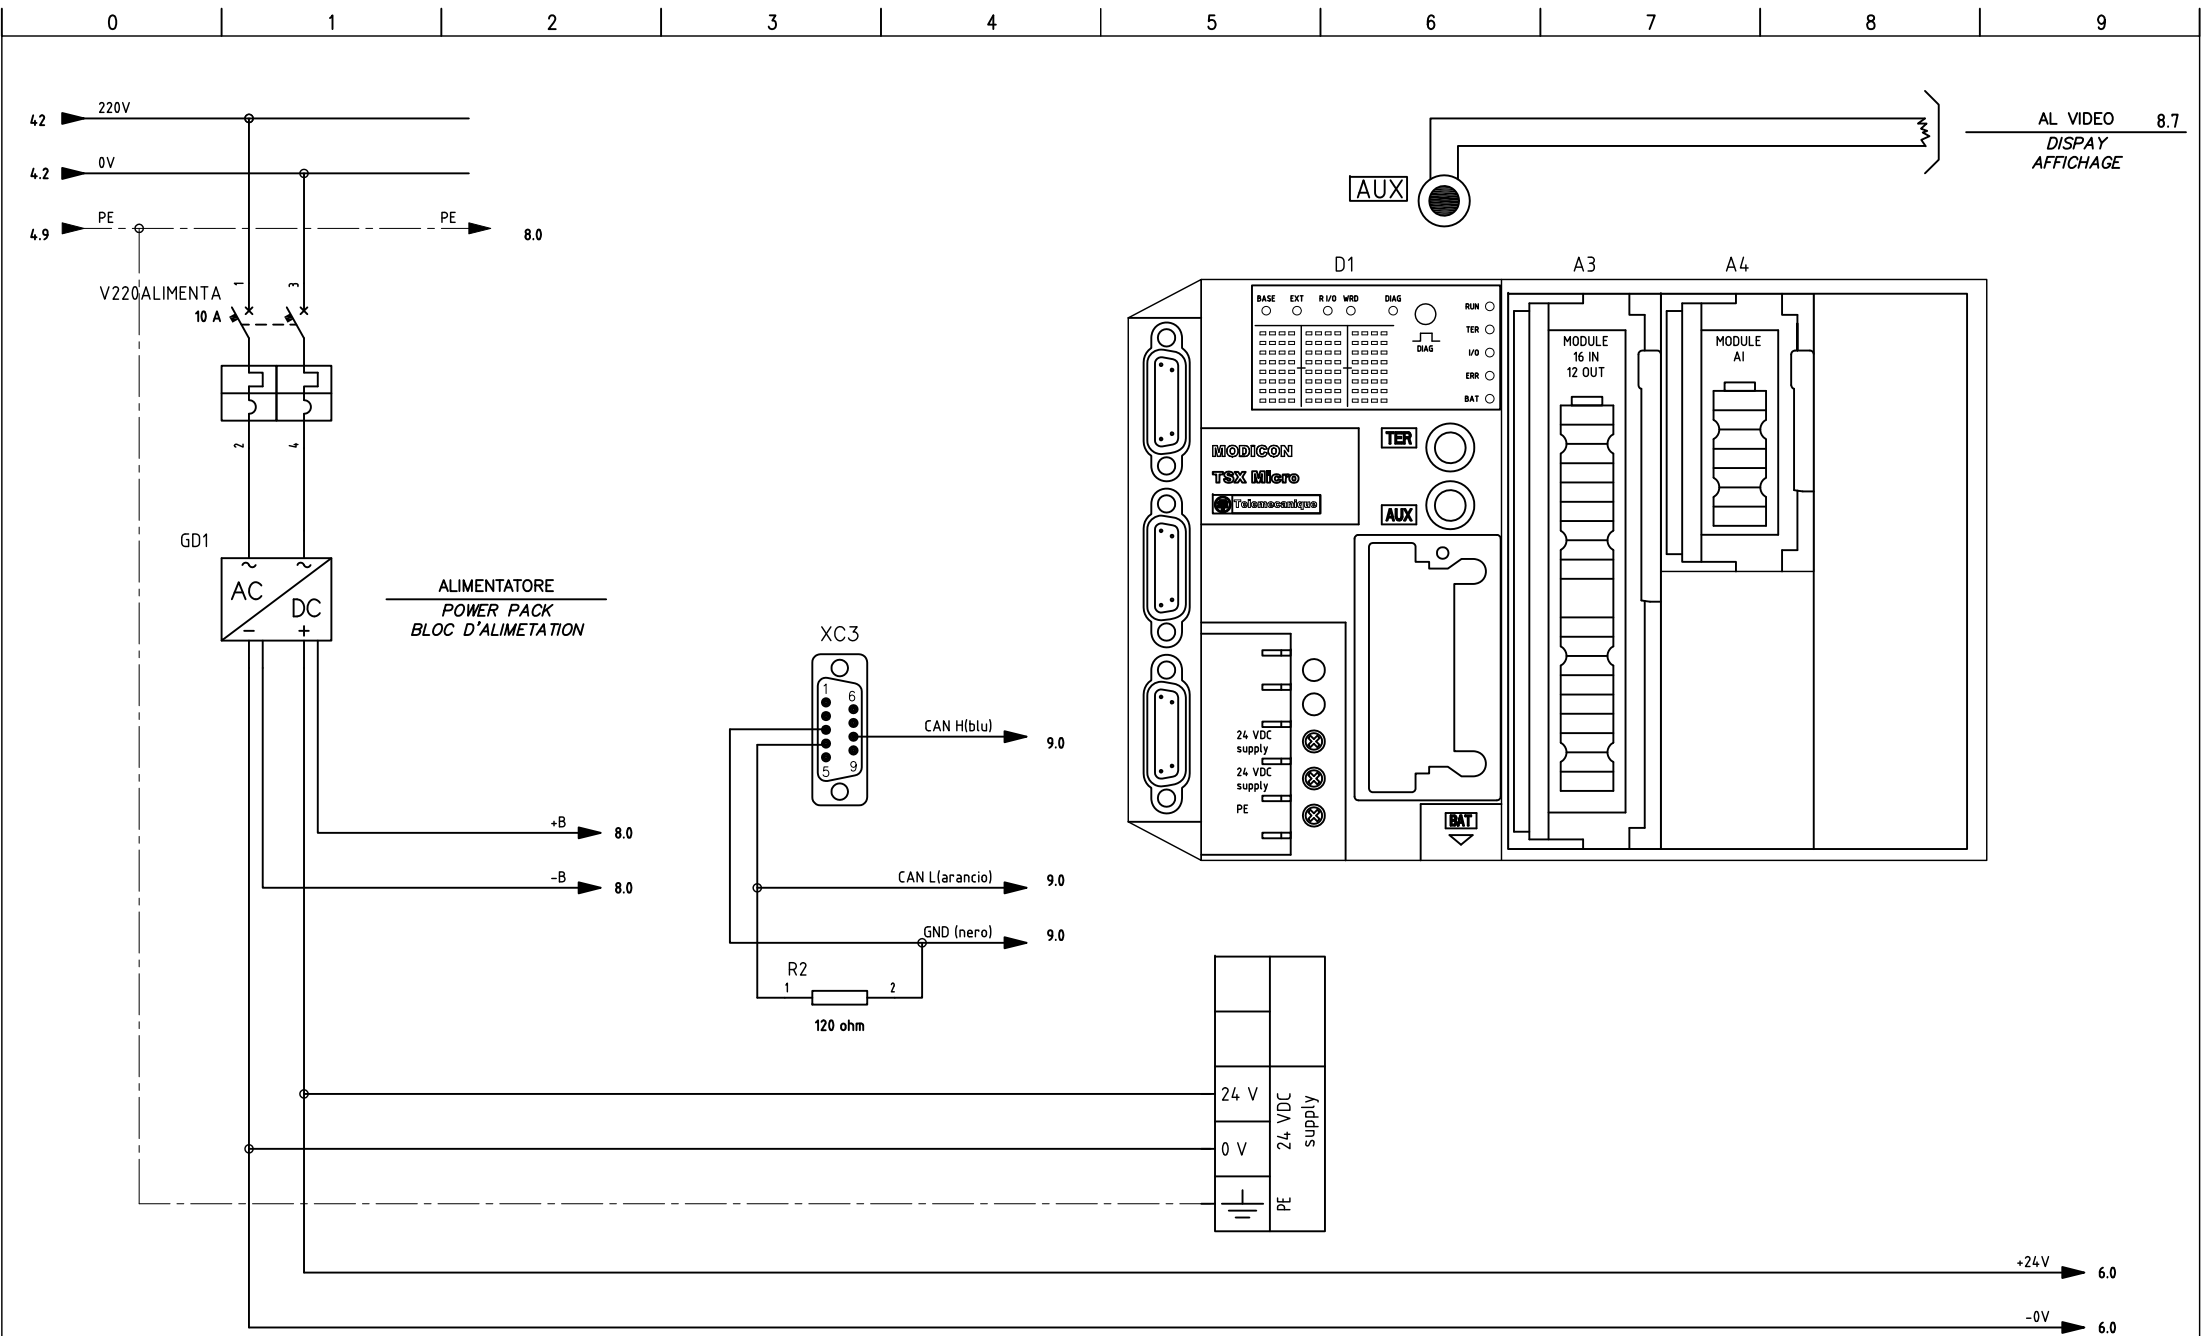 0 1 2 3 4 5 6 7 8 9
42 220V
4.2 0V
4.9 PE PE 8.0
AL VIDEO 8.7
DISPAY
AFFICHAGE
AUX
V220ALIMENTA
10 A
1 3
2 4
GD1
AC
DC
~ ~
- +
ALIMENTATORE
POWER PACK
BLOC D'ALIMETATION
+B 8.0
-B 8.0
XC3
1 6
5 9
CAN H(blu) 9.0
CAN L(arancio) 9.0
GND (nero) 9.0
R2
1 2
120 ohm
D1 A3 A4
BASE EXT R I/O WRD DIAG
DIAG
RUN
TER
I/O
ERR
BAT
MODICON
TSX Micro
Telemecanique
TER
AUX
24 VDC
supply
24 VDC
supply
PE
BAT
MODULE
16 IN
12 OUT
MODULE
AI
24 V
0 V
24 VDC
supply
PE
+24V 6.0
-0V 6.0